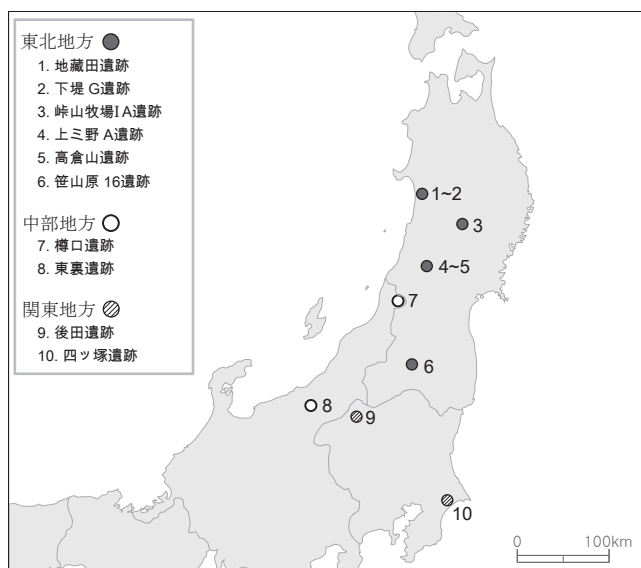 東北地方
1. 地蔵田遺跡
2. 下堤 G遺跡
3. 峠山牧場I A遺跡
4. 上ミ野 A遺跡
5. 高倉山遺跡
6. 笹山原 16遺跡
中部地方
7. 樽口遺跡
8. 東裏遺跡
関東地方
9. 後田遺跡
10. 四ッ塚遺跡
1~2
3
4~5
7
6
8
9
10
0 100km